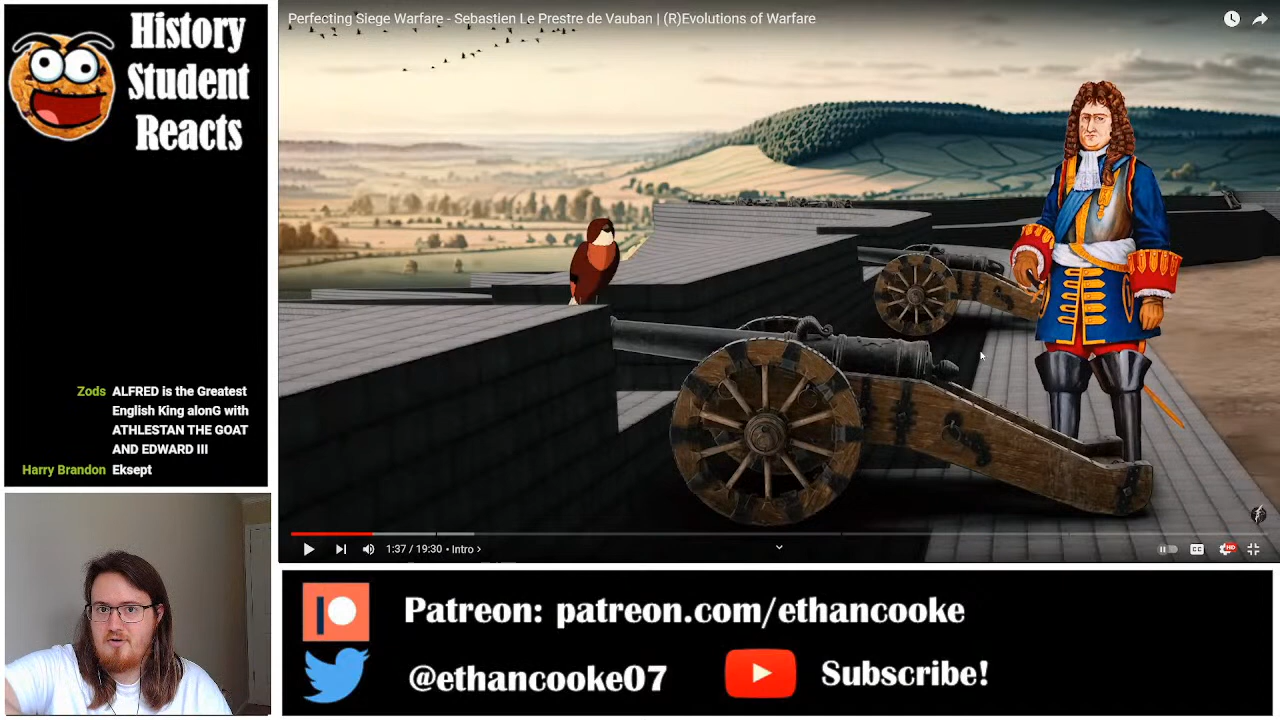 History
Student
Reacts
Perfecting Siege Warfare - Sebastien Le Prestre de Vauban | (R)Evolutions of Warfare
Zods ALFRED is the Greatest
English King alonG with
ATHLESTAN THE GOAT
AND EDWARD III
Harry Brandon Eksept
1:37 / 19:30 • Intro >
CC
HD
Patreon: patreon.com/ethancooke
@ethancooke07
Subscribe!